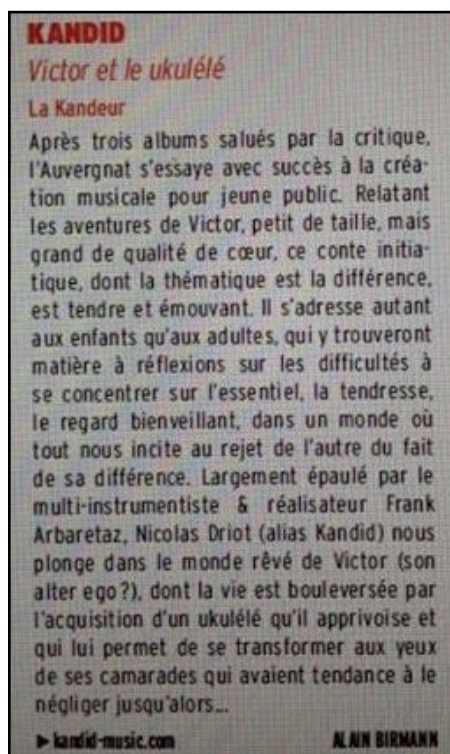 KANDID
Victor et le ukulélé
La Kandeur
Après trois albums salués par la critique,
l'Auvergnat s'essaye avec succès à la créa-
tion musicale pour jeune public. Relatant
les aventures de Victor, petit de taille, mais
grand de qualité de cœur, ce conte initia-
tique, dont la thématique est la différence,
est tendre et émouvant. Il s'adresse autant
aux enfants qu'aux adultes, qui y trouveront
matière à réflexions sur les difficultés à
se concentrer sur l'essentiel, la tendresse,
le regard bienveillant, dans un monde où
tout nous incite au rejet de l'autre du fait
de sa différence. Largement épaulé par le
multi-instrumentiste & réalisateur Frank
Arbaretaz, Nicolas Driot (alias Kandid) nous
plonge dans le monde rêvé de Victor (son
alter ego ?), dont la vie est bouleversée par
l'acquisition d'un ukulélé qu'il apprivoise et
qui lui permet de se transformer aux yeux
de ses camarades qui avaient tendance à le
négliger jusqu'alors...
▶ kandid-music.com ALAIN BIRMANN